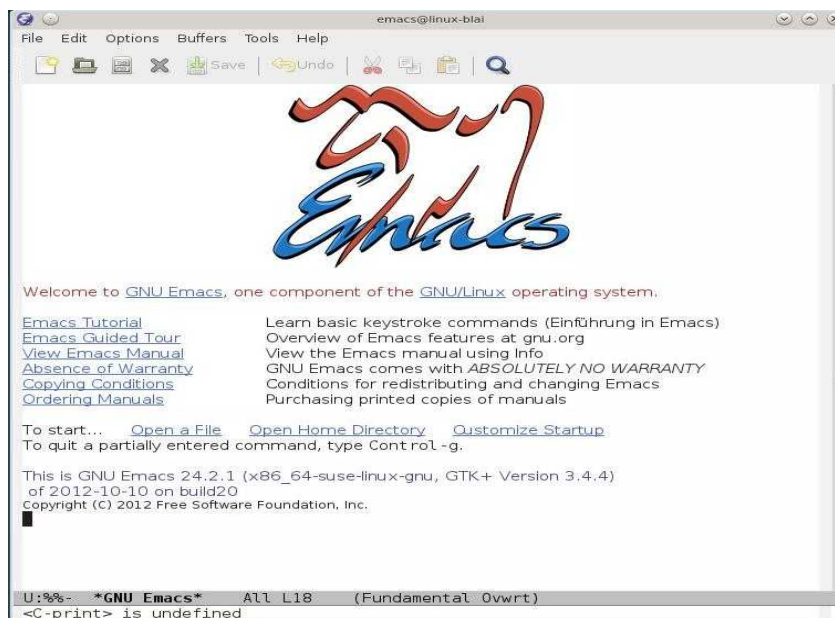 emacs@linux-blai
File Edit Options Buffers Tools Help
Save Undo
Emacs
Welcome to GNU Emacs, one component of the GNU/Linux operating system.
Emacs Tutorial Learn basic keystroke commands (Einführung in Emacs)
Emacs Guided Tour Overview of Emacs features at gnu.org
View Emacs Manual View the Emacs manual using Info
Absence of Warranty GNU Emacs comes with ABSOLUTELY NO WARRANTY
Copying Conditions Conditions for redistributing and changing Emacs
Ordering Manuals Purchasing printed copies of manuals
To start... Open a File Open Home Directory Customize Startup
To quit a partially entered command, type Control-g.
This is GNU Emacs 24.2.1 (x86_64-suse-linux-gnu, GTK+ Version 3.4.4)
of 2012-10-10 on build20
Copyright (C) 2012 Free Software Foundation, Inc.
U:%%- *GNU Emacs* All L18 (Fundamental Ovwrt)
<C-print> is undefined